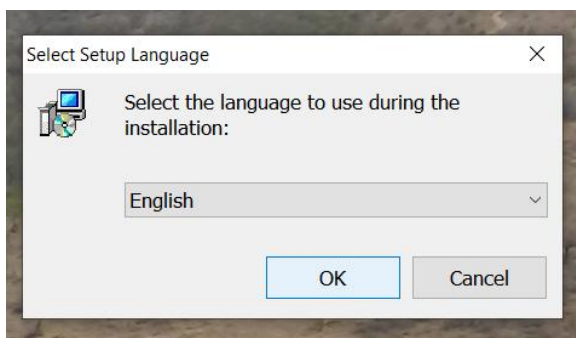 Select Setup Language
Select the language to use during the
installation:
English
OK
Cancel